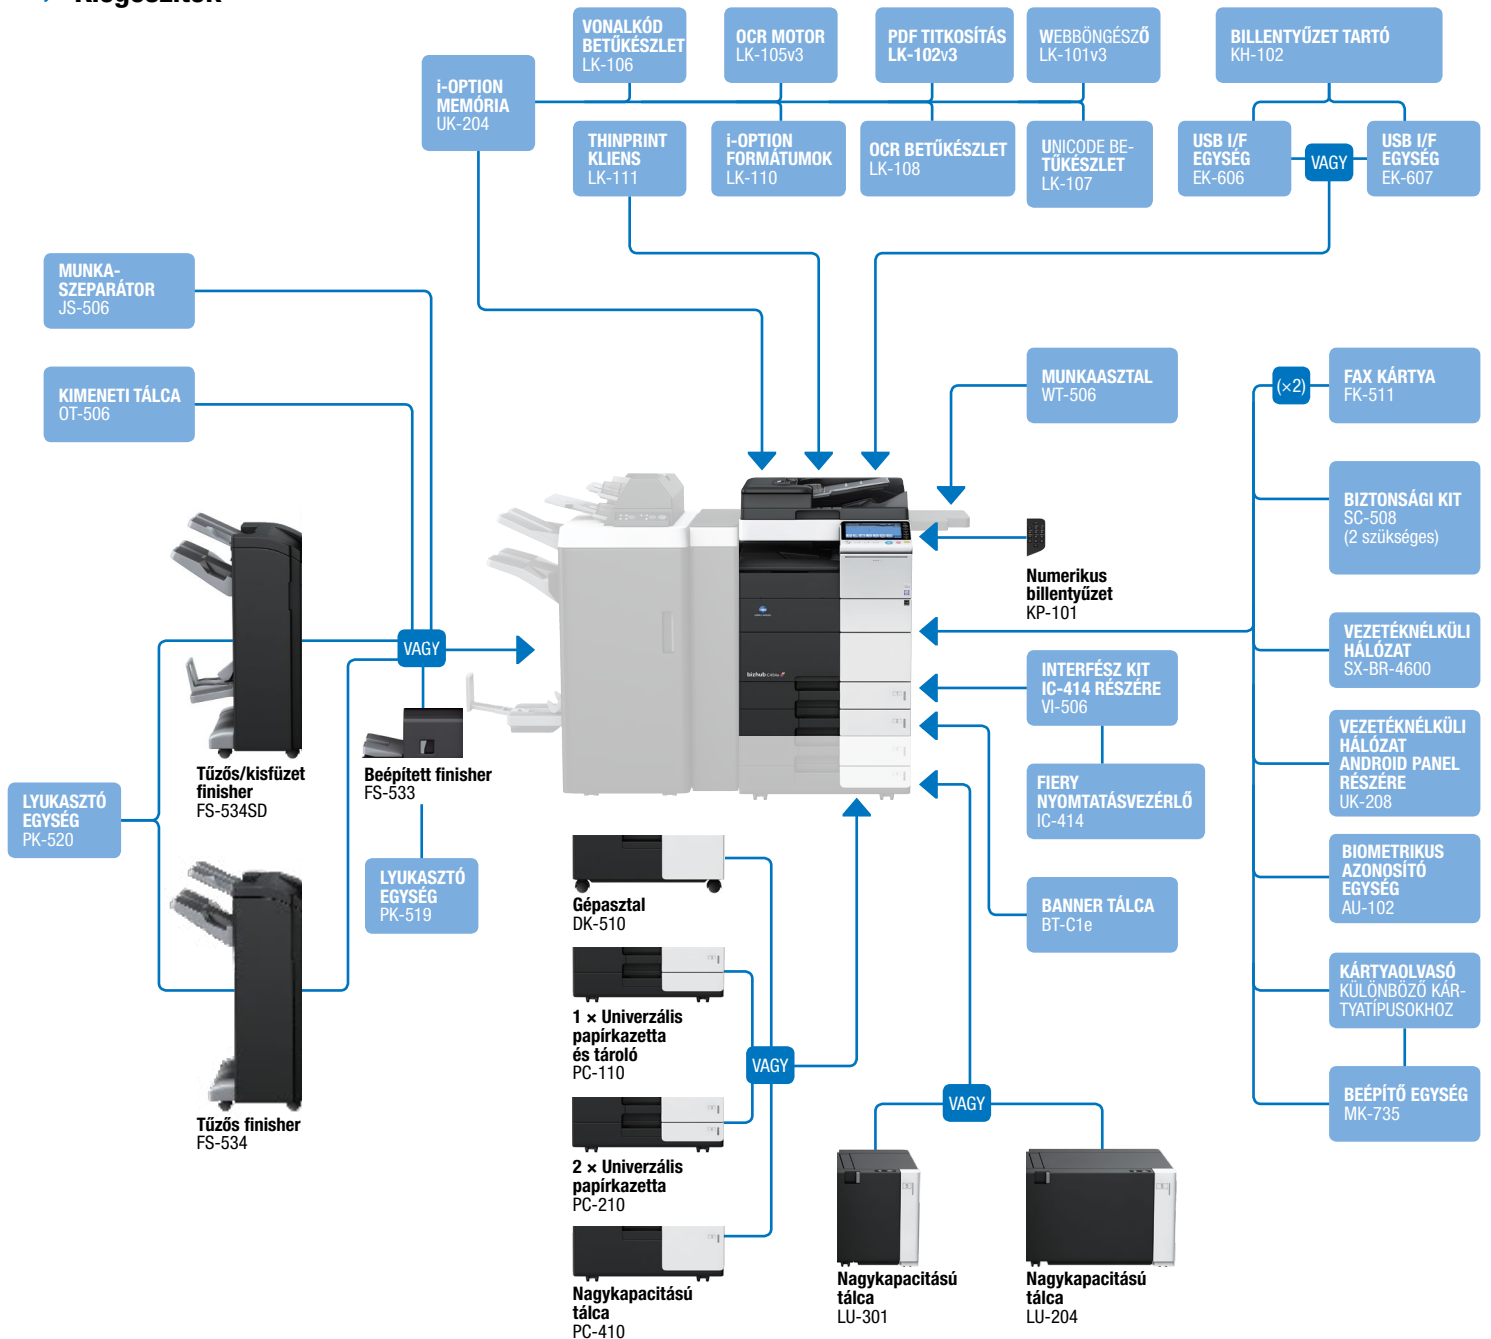 Kiegészítők
VONALKÓD
BETŰKÉSZLET
LK-106
OCR MOTOR
LK-105v3
PDF TITKOSÍTÁS
LK-102v3
WEBBÖNGÉSZŐ
LK-101v3
BILLENTYŰZET TARTÓ
KH-102
i-OPTION
MEMÓRIA
UK-204
THINPRINT
KLIENS
LK-111
i-OPTION
FORMÁTUMOK
LK-110
OCR BETŰKÉSZLET
LK-108
UNICODE BE-
TŰKÉSZLET
LK-107
USB I/F
EGYSÉG
EK-606
VAGY
USB I/F
EGYSÉG
EK-607
MUNKA-
SZEPARÁTOR
JS-506
KIMENETI TÁLCA
OT-506
MUNKAASZTAL
WT-506
(×2)
FAX KÁRTYA
FK-511
BIZTONSÁGI KIT
SC-508
(2 szükséges)
Numerikus
billentyűzet
KP-101
VEZETÉKNÉLKÜLI
HÁLÓZAT
SX-BR-4600
VAGY
INTERFÉSZ KIT
IC-414 RÉSZÉRE
VI-506
bizhub C454e
VEZETÉKNÉLKÜLI
HÁLÓZAT
ANDROID PANEL
RÉSZÉRE
UK-208
Tűzős/kisfüzet
finisher
FS-534SD
Beépített finisher
FS-533
FIERY
NYOMTATÁSVEZÉRLŐ
IC-414
LYUKASZTÓ
EGYSÉG
PK-520
LYUKASZTÓ
EGYSÉG
PK-519
Gépasztal
DK-510
BANNER TÁLCA
BT-C1e
BIOMETRIKUS
AZONOSÍTÓ
EGYSÉG
AU-102
KÁRTYAOLVASÓ
KÜLÖNBÖZŐ KÁR-
TYATÍPUSOKHOZ
1 × Univerzális
papírkazetta
és tároló
PC-110
VAGY
VAGY
BEÉPÍTŐ EGYSÉG
MK-735
Tűzős finisher
FS-534
2 × Univerzális
papírkazetta
PC-210
Nagykapacitású
tálca
PC-410
Nagykapacitású
tálca
LU-301
Nagykapacitású
tálca
LU-204